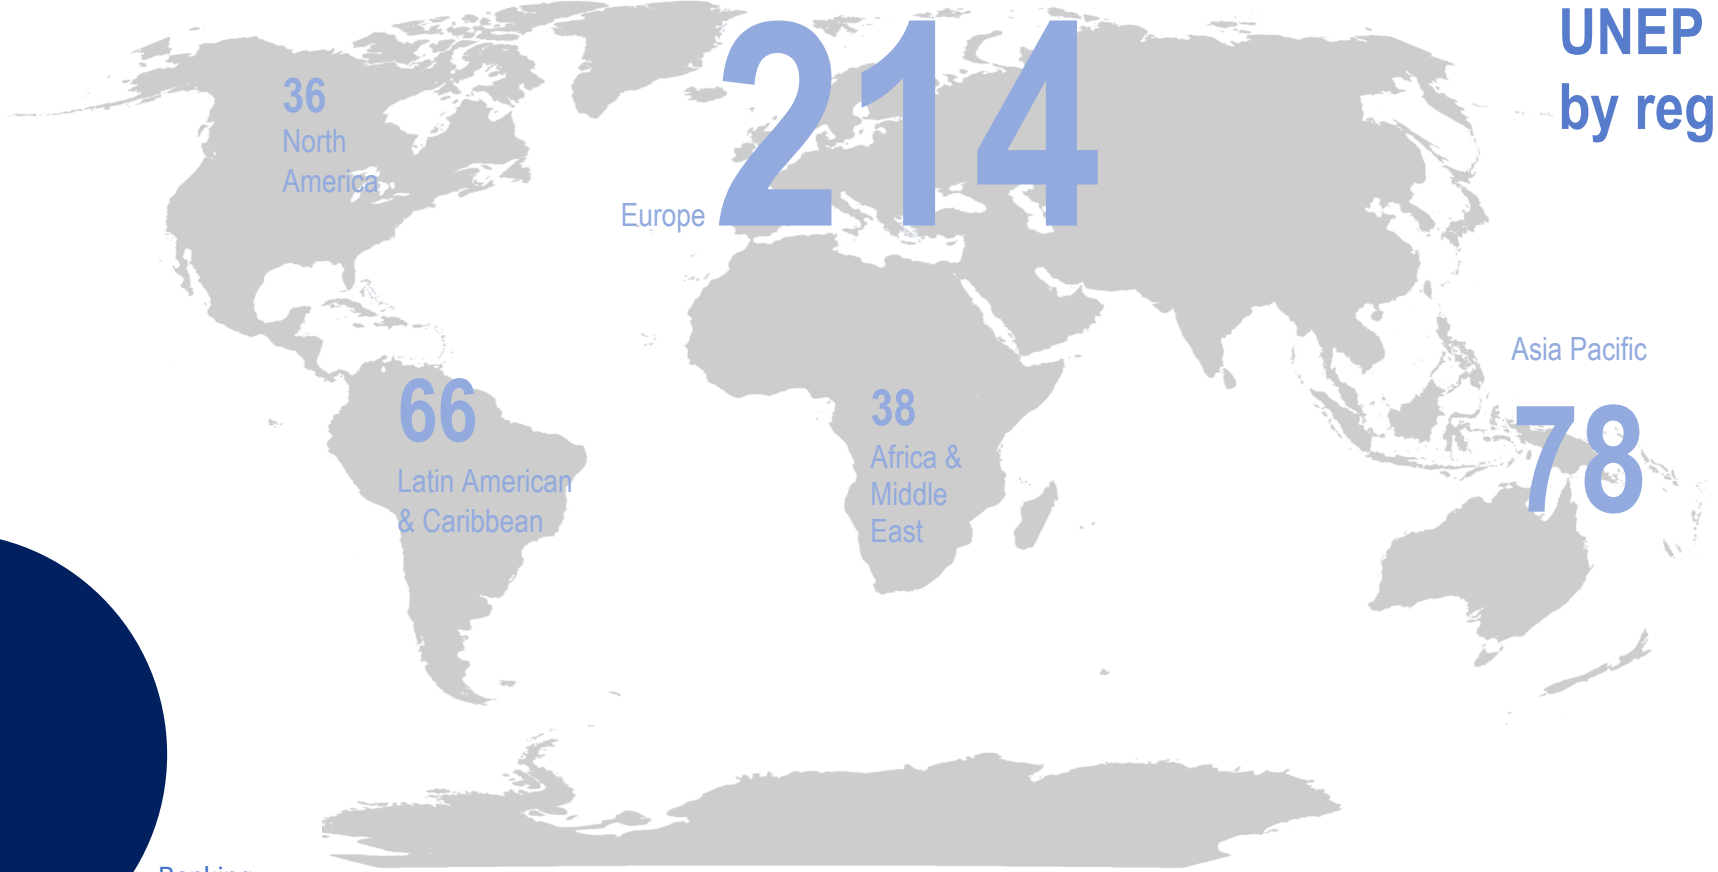 UNEP
by reg
36
North
America
214
Europe
Asia Pacific
78
66
Latin American
& Caribbean
38
Africa &
Middle
East